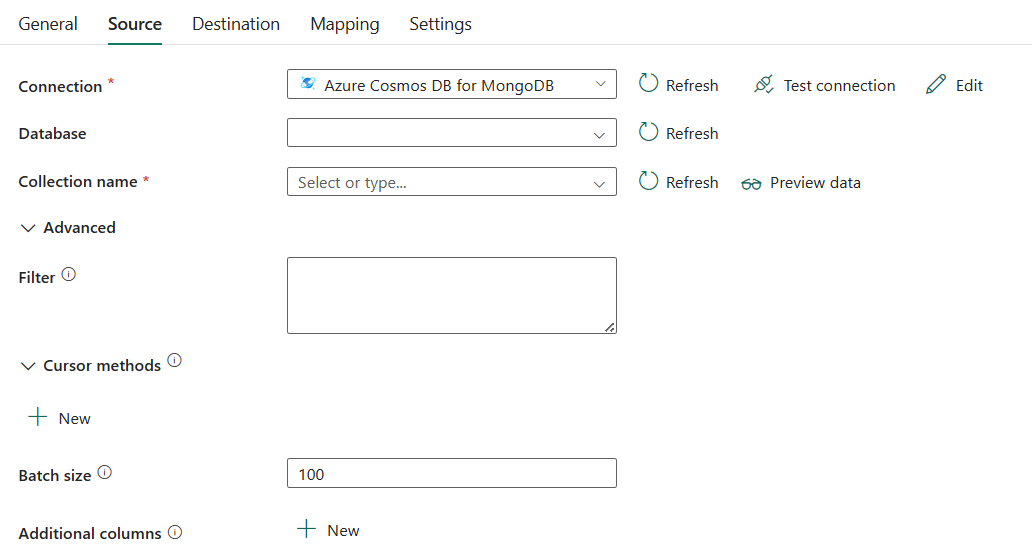 General Source Destination Mapping Settings
Connection * Azure Cosmos DB for MongoDB Refresh Test connection Edit
Database Refresh
Collection name * Select or type... Refresh Preview data
Advanced
Filter
Cursor methods
New
Batch size 100
Additional columns New